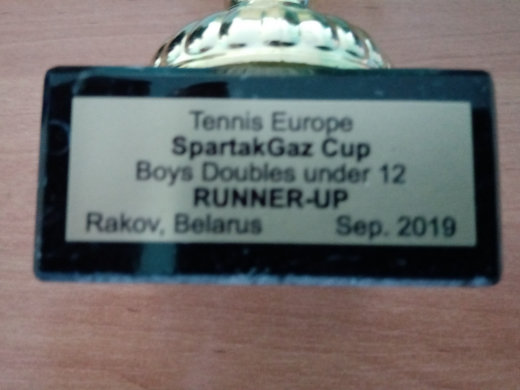 Tennis Europe
SpartakGaz Cup
Boys Doubles under 12
RUNNER-UP
Rakov, Belarus Sep. 2019